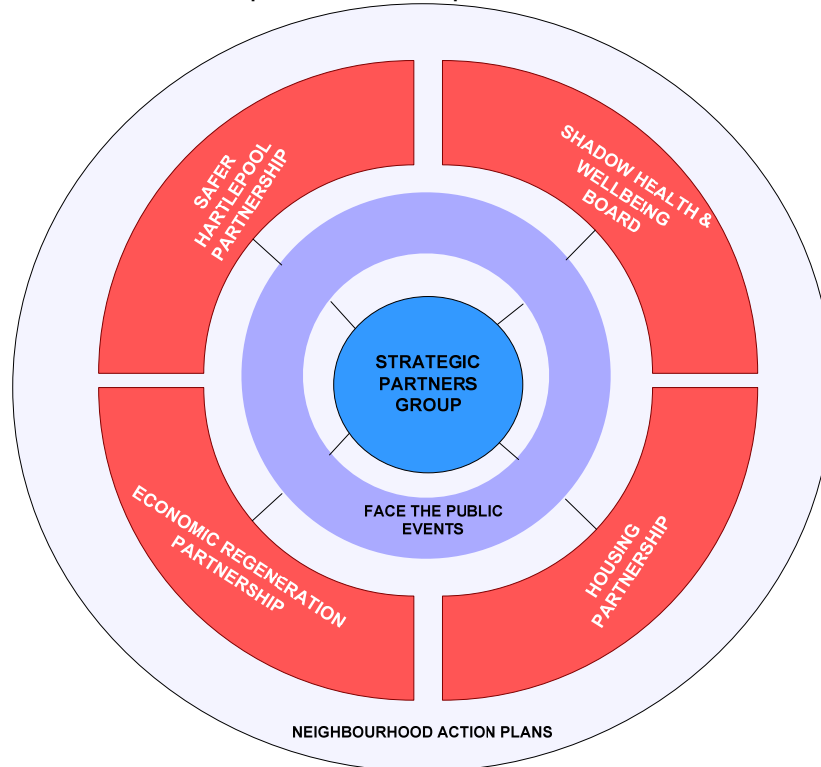 SAFER
HARTLEPOOL
PARTNERSHIP
SHADOW HEALTH &
WELLBEING
BOARD
STRATEGIC
PARTNERS
GROUP
FACE THE PUBLIC
EVENTS
ECONOMIC REGENERATION
PARTNERSHIP
HOUSING
PARTNERSHIP
NEIGHBOURHOOD ACTION PLANS